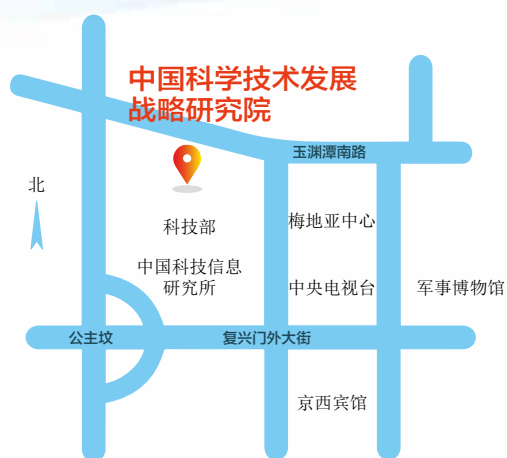 中国科学技术发展
战略研究院
玉渊潭南路
北
科技部
梅地亚中心
中国科技信息
研究所
中央电视台
军事博物馆
公主坟
复兴门外大街
京西宾馆